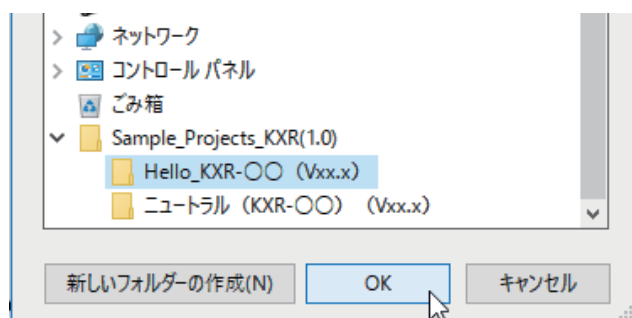 ネットワーク
コントロール パネル
ごみ箱
Sample_Projects_KXR(1.0)
Hello_KXR-〇〇（Vxx.x）
ニュートラル（KXR-〇〇）（Vxx.x）
新しいフォルダーの作成(N) OK キャンセル